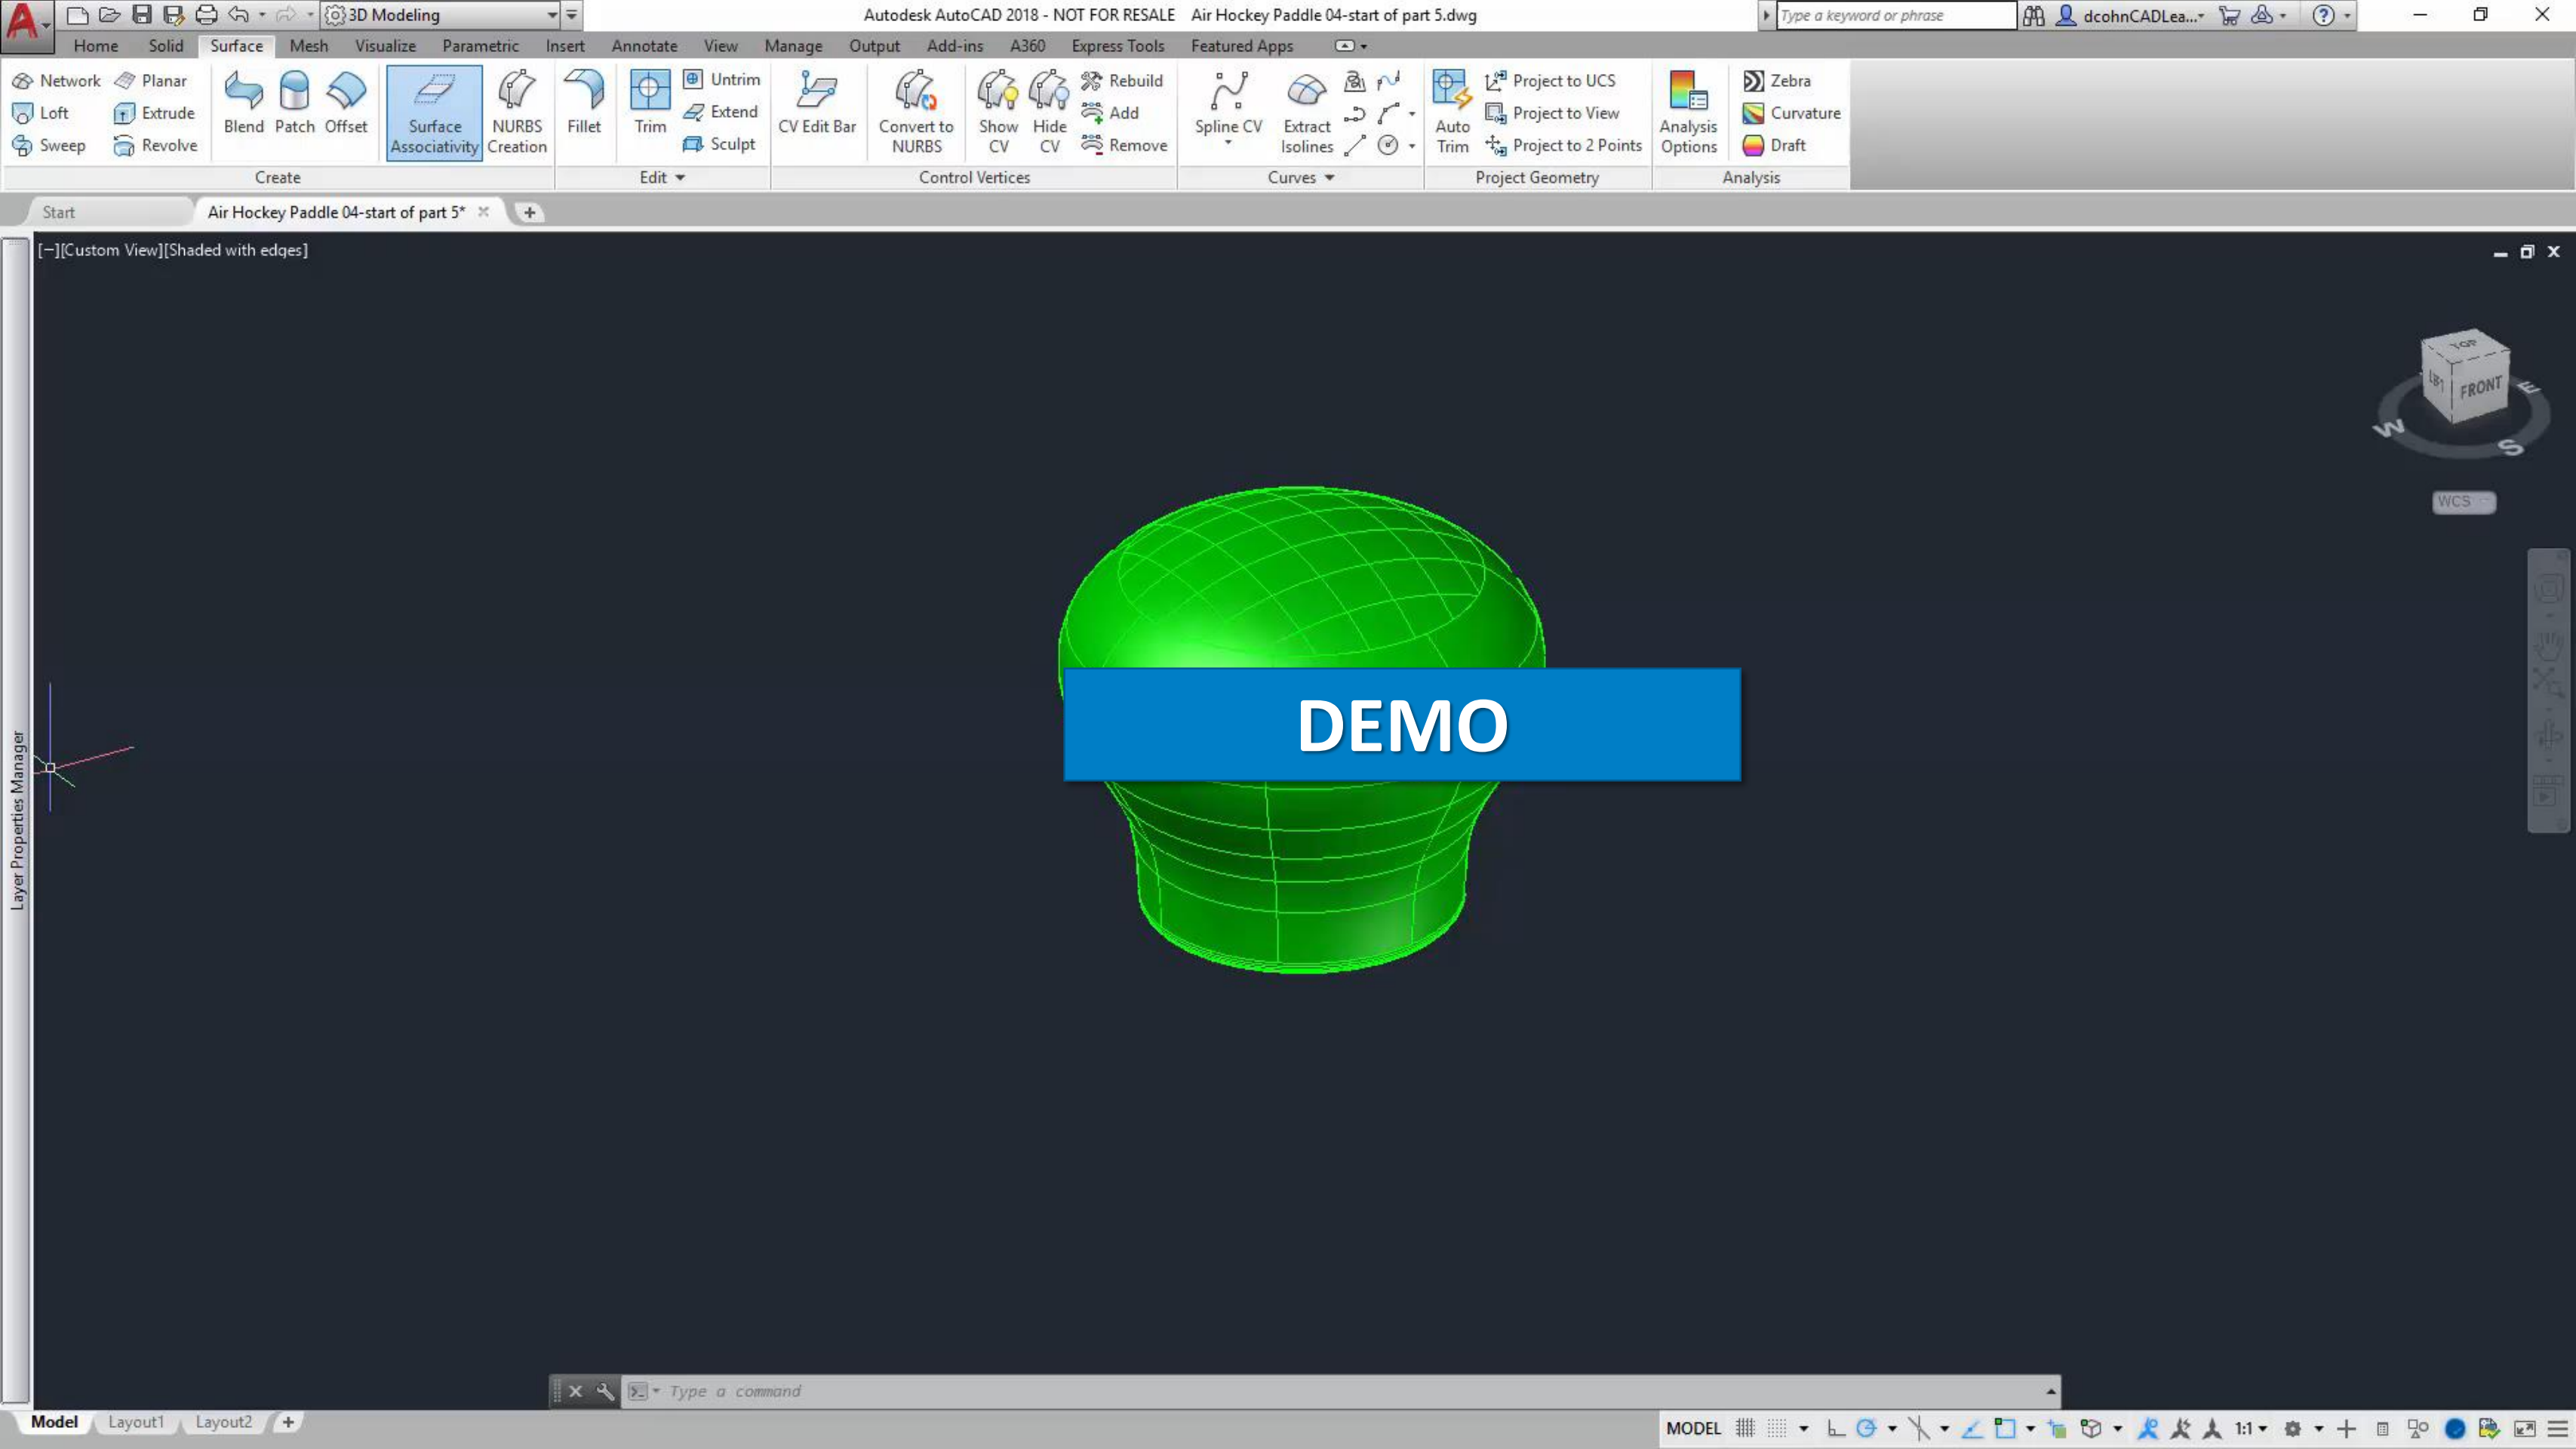 3D Modeling
Autodesk AutoCAD 2018 - NOT FOR RESALE Air Hockey Paddle 04-start of part 5.dwg
Type a keyword or phrase
dcohnCADLea...
Home Solid Surface Mesh Visualize Parametric Insert Annotate View Manage Output Add-ins A360 Express Tools Featured Apps
Network Planar
Loft Extrude
Sweep Revolve
Blend Patch Offset
Surface Associativity
NURBS Creation
Fillet
Trim
Untrim
Extend
Sculpt
CV Edit Bar
Convert to NURBS
Show CV
Hide CV
Rebuild
Add
Remove
Spline CV
Extract Isolines
Auto Trim
Project to UCS
Project to View
Project to 2 Points
Analysis Options
Zebra
Curvature
Draft
Create Edit Control Vertices Curves Project Geometry Analysis
Start Air Hockey Paddle 04-start of part 5*
[−][Custom View][Shaded with edges]
TOP
FRONT
E
W
S
WCS
DEMO
Layer Properties Manager
Type a command
Model Layout1 Layout2 +
MODEL 1:1